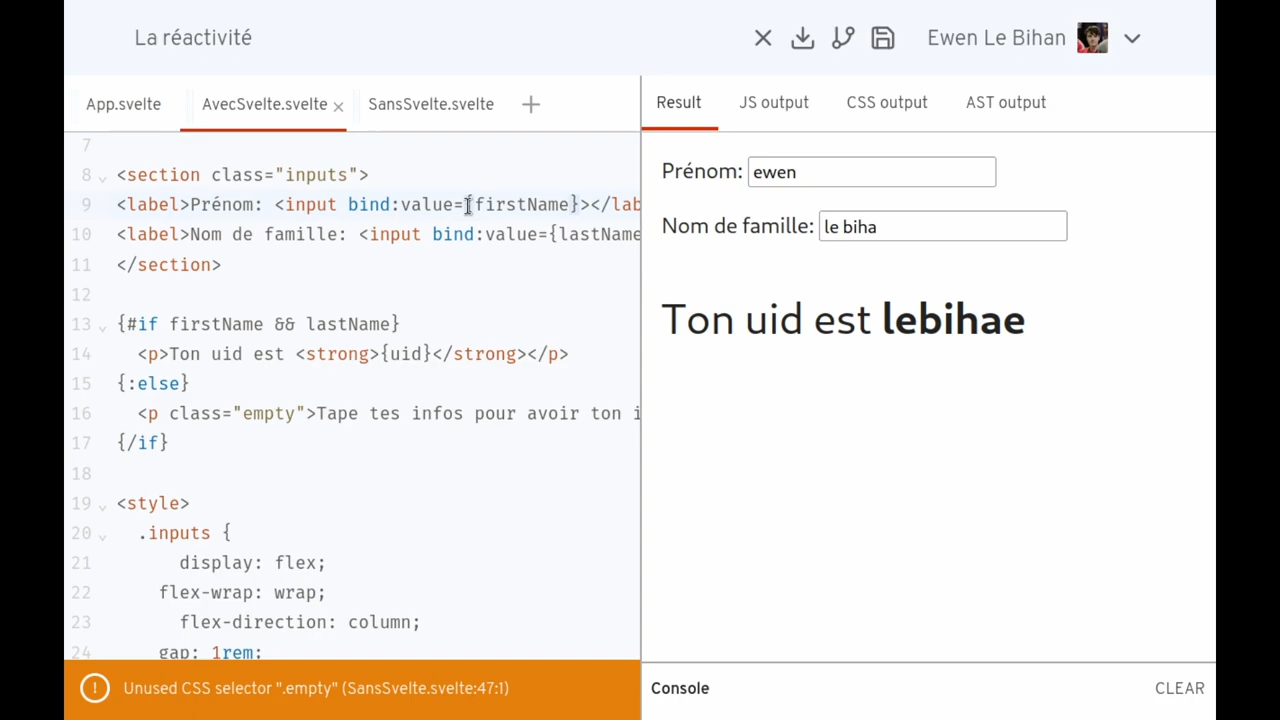 La réactivité
Ewen Le Bihan
App.svelte
AvecSvelte.svelte
SansSvelte.svelte
7
8 <section class="inputs">
9 <label>Prénom: <input bind:value={firstName}></lab
10 <label>Nom de famille: <input bind:value={lastName
11 </section>
12
13 {#if firstName && lastName}
14 <p>Ton uid est <strong>{uid}</strong></p>
15 {:else}
16 <p class="empty">Tape tes infos pour avoir ton i
17 {/if}
18
19 <style>
20 .inputs {
21 display: flex;
22 flex-wrap: wrap;
23 flex-direction: column;
24 gap: 1rem;
Unused CSS selector ".empty" (SansSvelte.svelte:47:1)
Result
JS output
CSS output
AST output
Prénom: ewen
Nom de famille: le biha
Ton uid est lebihae
Console
CLEAR